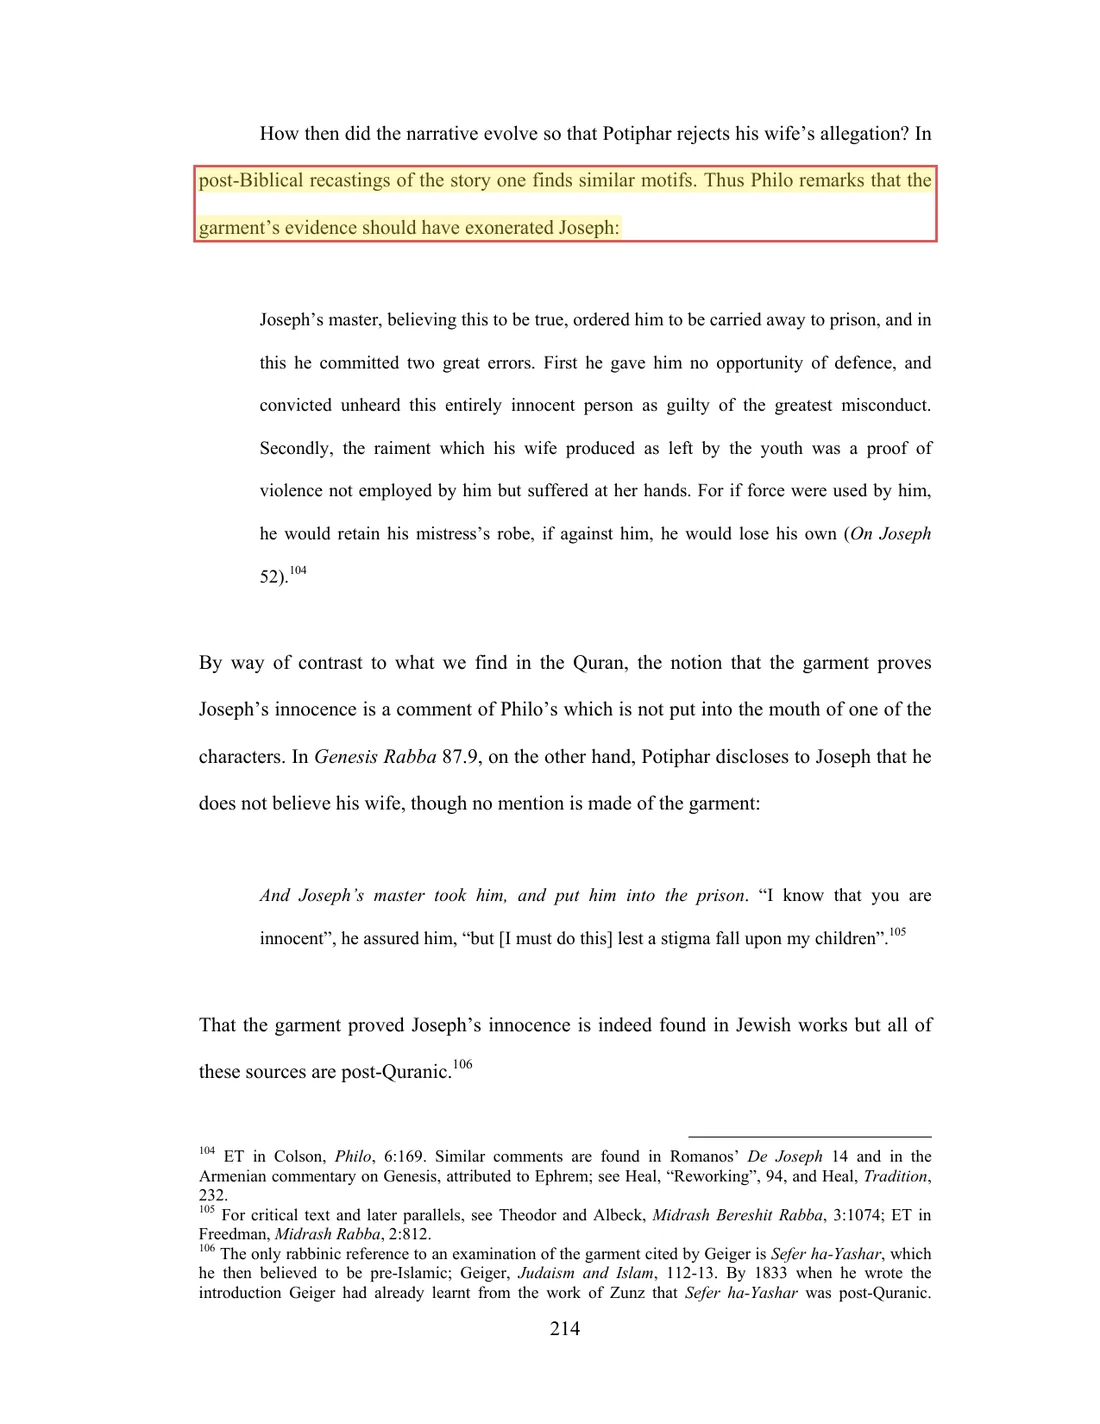 How then did the narrative evolve so that Potiphar rejects his wife’s allegation? In
post-Biblical recastings of the story one finds similar motifs. Thus Philo remarks that the
garment’s evidence should have exonerated Joseph:
Joseph’s master, believing this to be true, ordered him to be carried away to prison, and in
this he committed two great errors. First he gave him no opportunity of defence, and
convicted unheard this entirely innocent person as guilty of the greatest misconduct.
Secondly, the raiment which his wife produced as left by the youth was a proof of
violence not employed by him but suffered at her hands. For if force were used by him,
he would retain his mistress’s robe, if against him, he would lose his own (On Joseph
52).104
By way of contrast to what we find in the Quran, the notion that the garment proves
Joseph’s innocence is a comment of Philo’s which is not put into the mouth of one of the
characters. In Genesis Rabba 87.9, on the other hand, Potiphar discloses to Joseph that he
does not believe his wife, though no mention is made of the garment:
And Joseph’s master took him, and put him into the prison. “I know that you are
innocent”, he assured him, “but [I must do this] lest a stigma fall upon my children”.105
That the garment proved Joseph’s innocence is indeed found in Jewish works but all of
these sources are post-Quranic.106
104 ET in Colson, Philo, 6:169. Similar comments are found in Romanos’ De Joseph 14 and in the
Armenian commentary on Genesis, attributed to Ephrem; see Heal, “Reworking”, 94, and Heal, Tradition,
232.
105 For critical text and later parallels, see Theodor and Albeck, Midrash Bereshit Rabba, 3:1074; ET in
Freedman, Midrash Rabba, 2:812.
106 The only rabbinic reference to an examination of the garment cited by Geiger is Sefer ha-Yashar, which
he then believed to be pre-Islamic; Geiger, Judaism and Islam, 112-13. By 1833 when he wrote the
introduction Geiger had already learnt from the work of Zunz that Sefer ha-Yashar was post-Quranic.
214